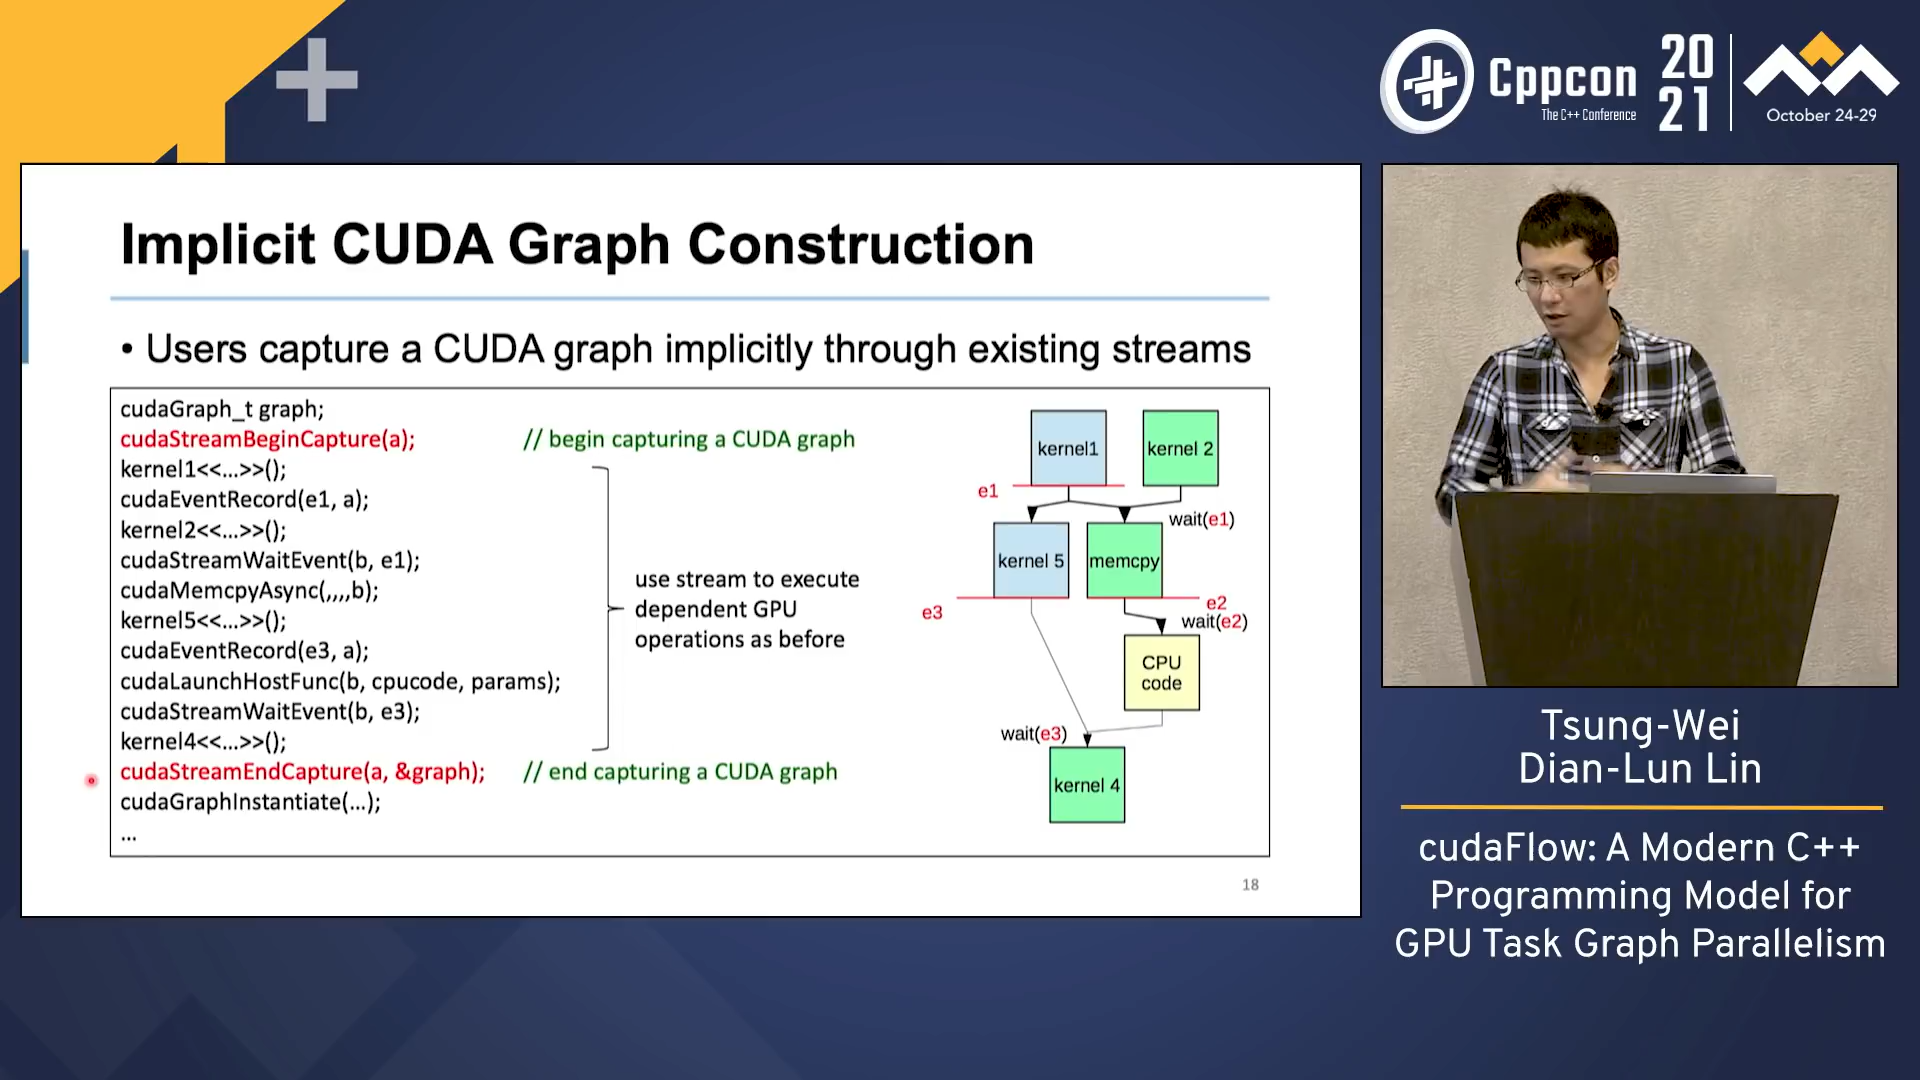 Cppcon
The C++ Conference
20
21
October 24-29
Implicit CUDA Graph Construction
• Users capture a CUDA graph implicitly through existing streams
cudaGraph_t graph;
cudaStreamBeginCapture(a); // begin capturing a CUDA graph
kernel1<<...>>();
cudaEventRecord(e1, a);
kernel2<<...>>();
cudaStreamWaitEvent(b, e1);
cudaMemcpyAsync(,,,,b);
kernel5<<...>>();
cudaEventRecord(e3, a);
cudaLaunchHostFunc(b, cpucode, params);
cudaStreamWaitEvent(b, e3);
kernel4<<...>>();
cudaStreamEndCapture(a, &graph); // end capturing a CUDA graph
cudaGraphInstantiate(...);
...
use stream to execute
dependent GPU
operations as before
kernel1
kernel 2
e1
wait(e1)
kernel 5
memcpy
e3
e2
wait(e2)
CPU
code
wait(e3)
kernel 4
18
Tsung-Wei
Dian-Lun Lin
cudaFlow: A Modern C++
Programming Model for
GPU Task Graph Parallelism